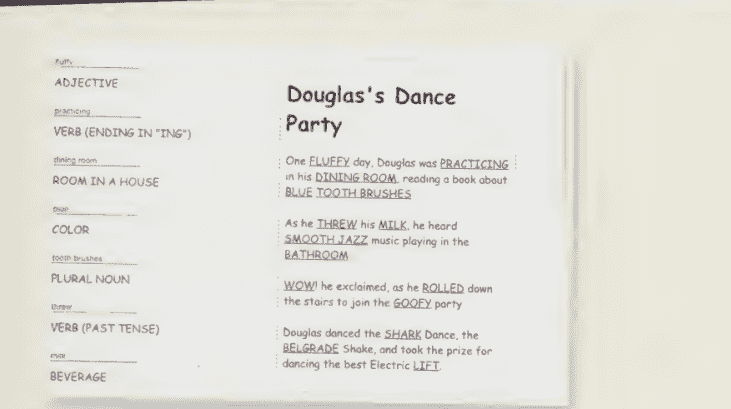 fluffy
ADJECTIVE
practicing
VERB (ENDING IN "ING")
dining room
ROOM IN A HOUSE
blue
COLOR
tooth brushes
PLURAL NOUN
threw
VERB (PAST TENSE)
milk
BEVERAGE
Douglas's Dance
Party
One FLUFFY day, Douglas was PRACTICING
in his DINING ROOM, reading a book about
BLUE TOOTH BRUSHES
As he THREW his MILK, he heard
SMOOTH JAZZ music playing in the
BATHROOM
WOW! he exclaimed, as he ROLLED down
the stairs to join the GOOFY party
Douglas danced the SHARK Dance, the
BELGRADE Shake, and took the prize for
dancing the best Electric LIFT.